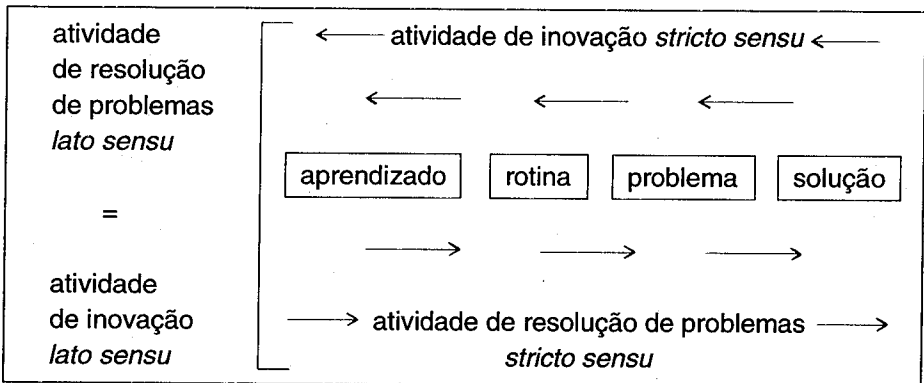 atividade
de resolução
de problemas
lato sensu
=
atividade
de inovação
lato sensu
atividade de inovação stricto sensu
aprendizado rotina problema solução
atividade de resolução de problemas
stricto sensu